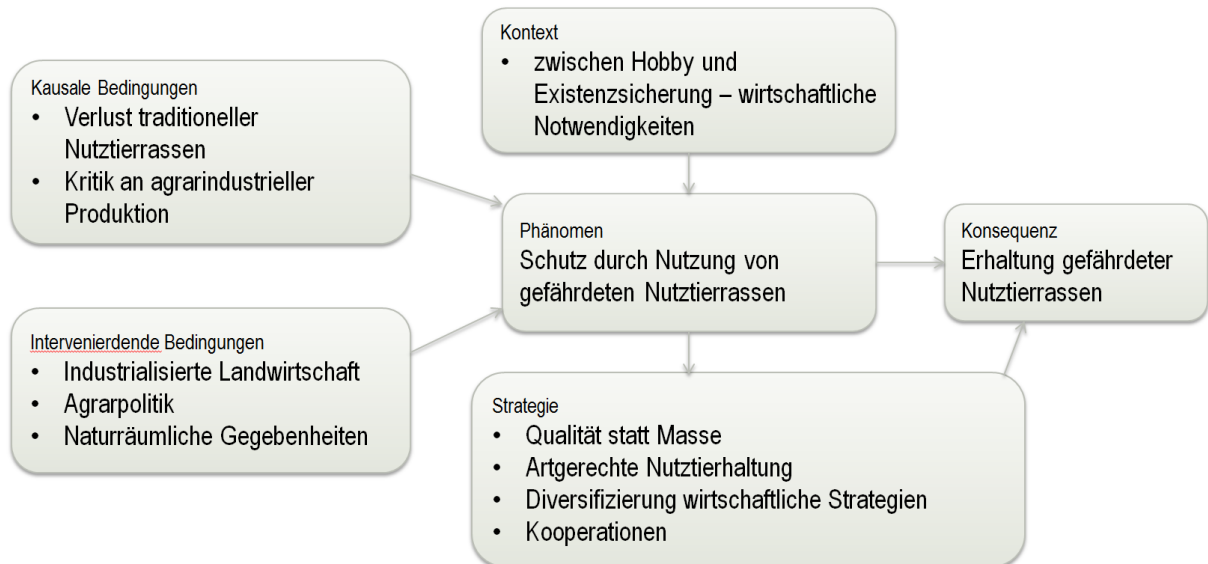 Kontext
• zwischen Hobby und
Existenzsicherung – wirtschaftliche
Notwendigkeiten
Kausale Bedingungen
• Verlust traditioneller
Nutztierrassen
• Kritik an agrarindustrieller
Produktion
Phänomen
Schutz durch Nutzung von
gefährdeten Nutztierrassen
Konsequenz
Erhaltung gefährdeter
Nutztierrassen
Intervenierdende Bedingungen
• Industrialisierte Landwirtschaft
• Agrarpolitik
• Naturräumliche Gegebenheiten
Strategie
• Qualität statt Masse
• Artgerechte Nutztierhaltung
• Diversifizierung wirtschaftliche Strategien
• Kooperationen